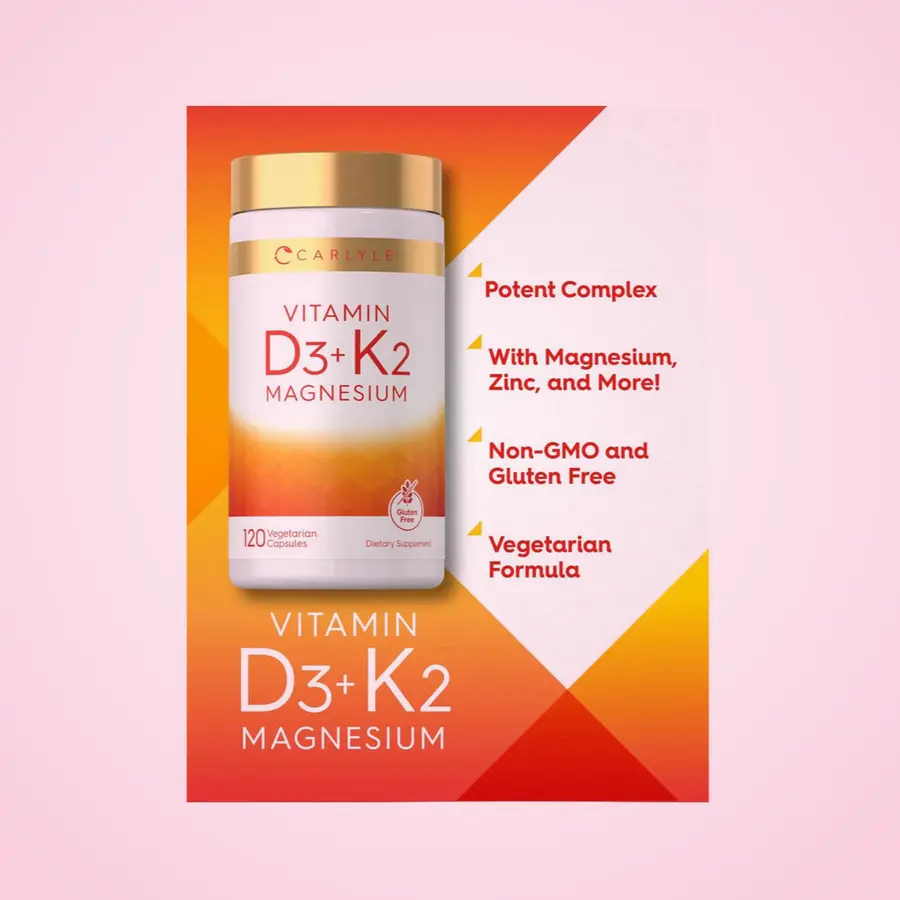 CARLYLE
VITAMIN
D3+K2
MAGNESIUM
Gluten
Free
120 Vegetarian
Capsules
Dietary Supplement
Potent Complex
With Magnesium,
Zinc, and More!
Non-GMO and
Gluten Free
Vegetarian
Formula
VITAMIN
D3+K2
MAGNESIUM